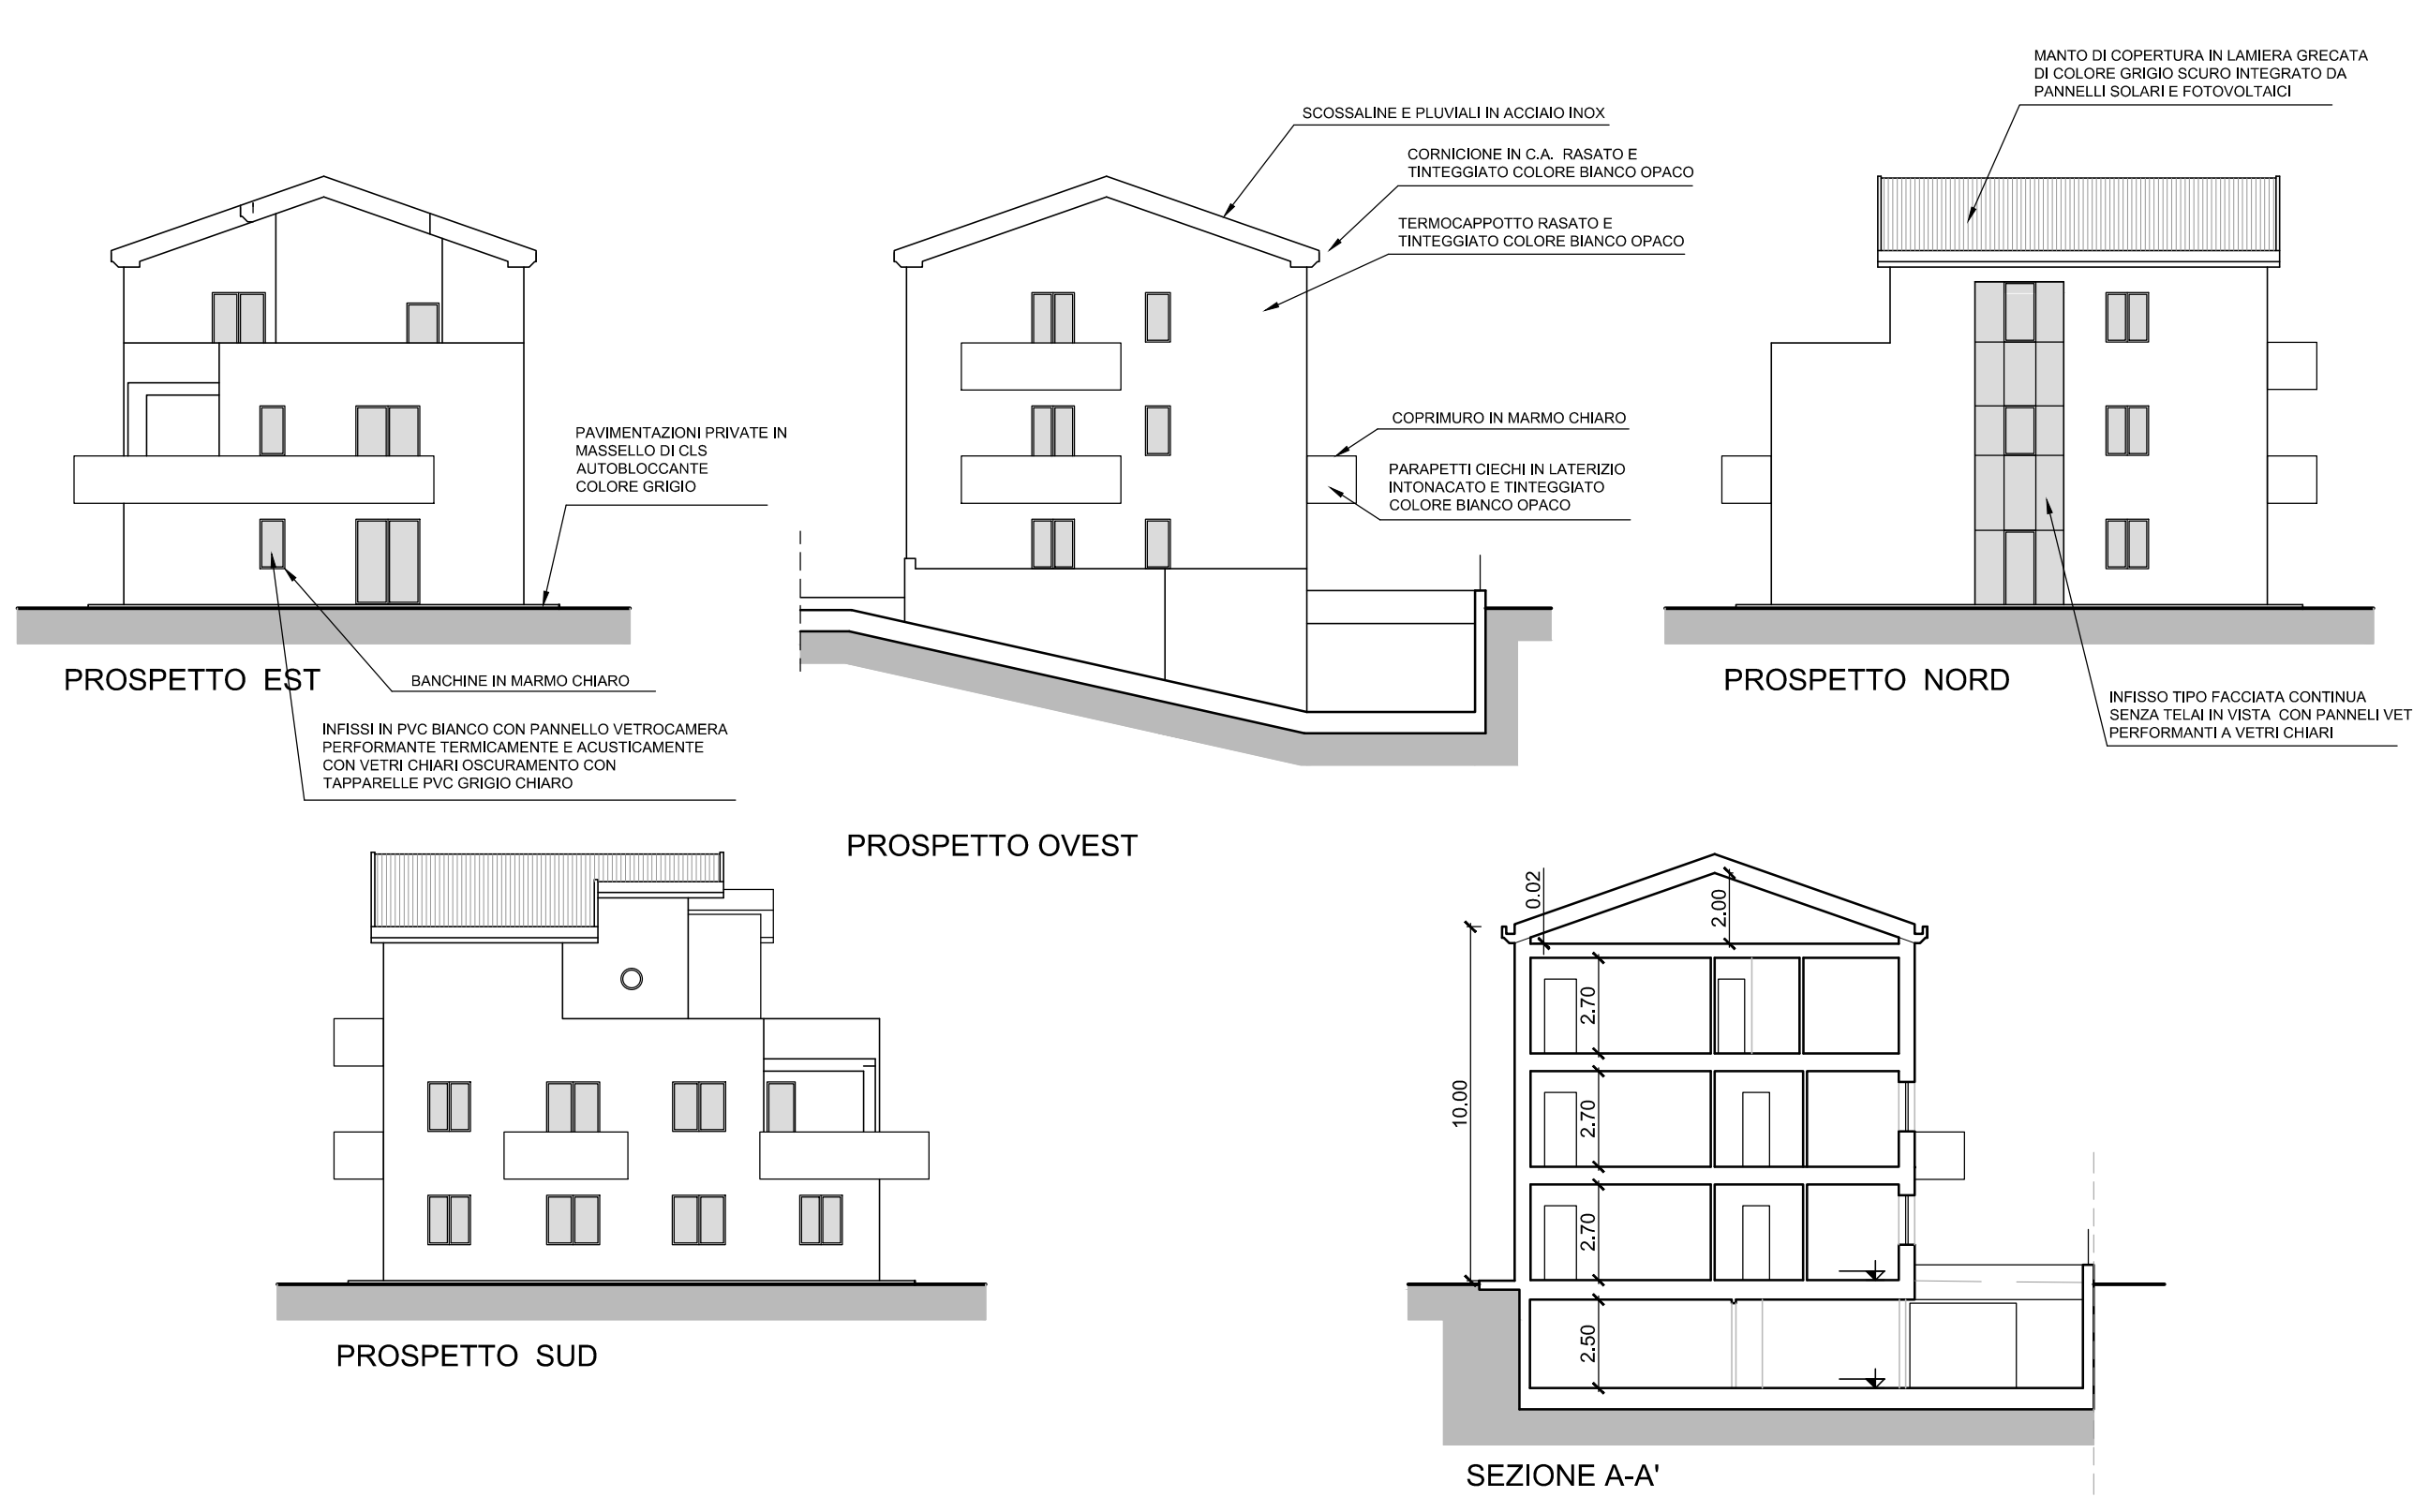 MANTO DI COPERTURA IN LAMIERA GRECATA
DI COLORE GRIGIO SCURO INTEGRATO DA
PANNELLI SOLARI E FOTOVOLTAICI
SCOSSALINE E PLUVIALI IN ACCIAIO INOX
CORNICIONE IN C.A. RASATO E
TINTEGGIATO COLORE BIANCO OPACO
TERMOCAPPOTTO RASATO E
TINTEGGIATO COLORE BIANCO OPACO
PAVIMENTAZIONI PRIVATE IN
MASSELLO DI CLS
AUTOBLOCCANTE
COLORE GRIGIO
COPRIMURO IN MARMO CHIARO
PARAPETTI CIECHI IN LATERIZIO
INTONACATO E TINTEGGIATO
COLORE BIANCO OPACO
PROSPETTO EST
BANCHINE IN MARMO CHIARO
INFISSI IN PVC BIANCO CON PANNELLO VETROCAMERA
PERFORMANTE TERMICAMENTE E ACUSTICAMENTE
CON VETRI CHIARI OSCURAMENTO CON
TAPPARELLE PVC GRIGIO CHIARO
PROSPETTO OVEST
PROSPETTO NORD
INFISSO TIPO FACCIATA CONTINUA
SENZA TELAI IN VISTA CON PANNELI VET
PERFORMANTI A VETRI CHIARI
PROSPETTO SUD
0.02
2.00
10.00
2.70
2.70
2.70
2.50
SEZIONE A-A'